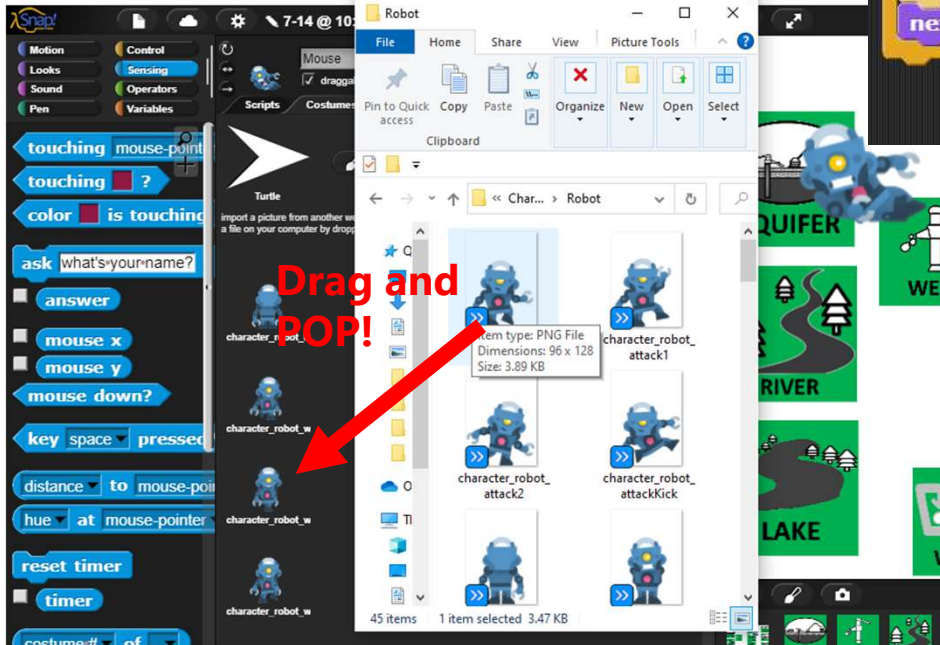 Snap!
7-14 @ 10:
Motion
Control
Looks
Sensing
Sound
Operators
Pen
Variables
Mouse
dragga
Scripts
Costumes
touching mouse-point
touching ?
color is touching
ask what's your name?
answer
mouse x
mouse y
mouse down?
key space pressed
distance to mouse-poi
hue at mouse-pointer
reset timer
timer
costume# of
Turtle
import a picture from another we
a file on your computer by dropp
character_robot_
character_robot_w
character_robot_w
character_robot_w
Drag and
POP!
Robot
File
Home
Share
View
Picture Tools
?
Pin to Quick
access
Copy
Paste
Organize
New
Open
Select
Clipboard
« Char... › Robot
Item type: PNG File
Dimensions: 96 x 128
Size: 3.89 KB
character_robot_
attack1
character_robot_
attack2
character_robot_
attackKick
45 items
1 item selected 3.47 KB
ne
QUIFER
WE
RIVER
LAKE